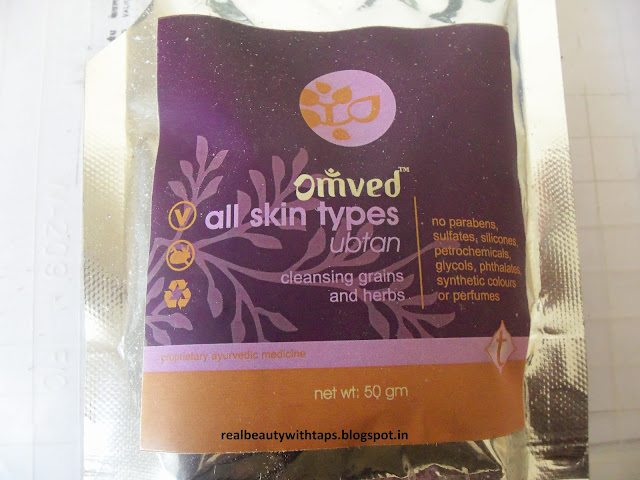 omved™
all skin types
ubtan
cleansing grains
and herbs
no parabens,
sulfates, silicones,
petrochemicals,
glycols, phthalates,
synthetic colours
or perfumes
V
t
proprietary ayurvedic medicine
net wt: 50 gm
realbeautywithtaps.blogspot.in